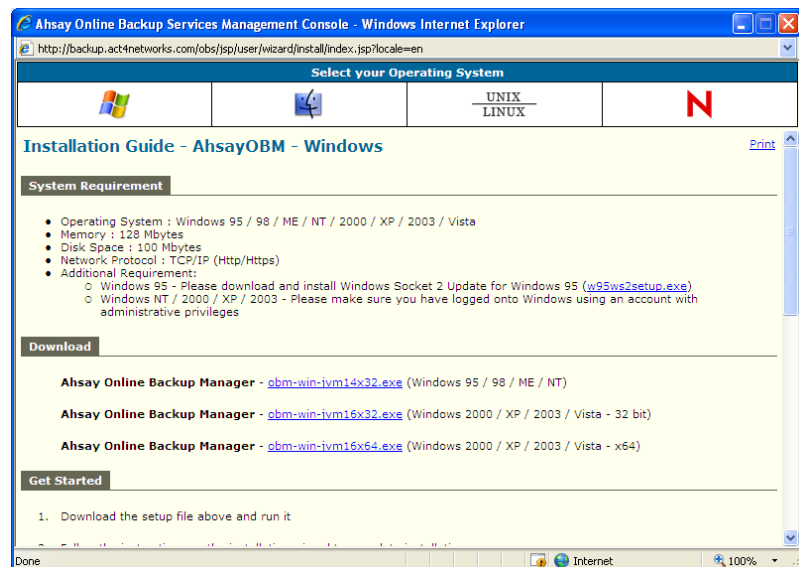 Ahsay Online Backup Services Management Console - Windows Internet Explorer
http://backup.act4networks.com/obs/jsp/user/wizard/install/index.jsp?locale=en
Select your Operating System
UNIX
LINUX
N
Installation Guide - AhsayOBM - Windows
Print
System Requirement
Operating System : Windows 95 / 98 / ME / NT / 2000 / XP / 2003 / Vista
Memory : 128 Mbytes
Disk Space : 100 Mbytes
Network Protocol : TCP/IP (Http/Https)
Additional Requirement:
Windows 95 - Please download and install Windows Socket 2 Update for Windows 95 (w95ws2setup.exe)
Windows NT / 2000 / XP / 2003 - Please make sure you have logged onto Windows using an account with
administrative privileges
Download
Ahsay Online Backup Manager - obm-win-jvm14x32.exe (Windows 95 / 98 / ME / NT)
Ahsay Online Backup Manager - obm-win-jvm16x32.exe (Windows 2000 / XP / 2003 / Vista - 32 bit)
Ahsay Online Backup Manager - obm-win-jvm16x64.exe (Windows 2000 / XP / 2003 / Vista - x64)
Get Started
1. Download the setup file above and run it
Done
Internet
100%